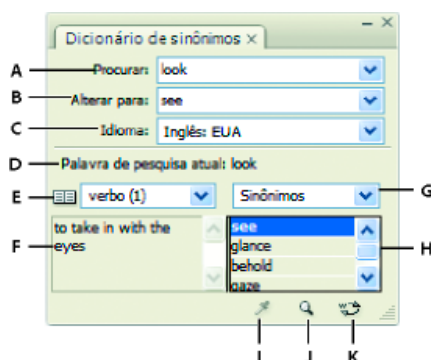 Dicionário de sinônimos ×
A Procurar: look
B Alterar para: see
C Idioma: Inglês: EUA
D Palavra de pesquisa atual: look
E verbo (1) Sinônimos G
F to take in with the eyes
see
glance H
behold
gaze
I J K